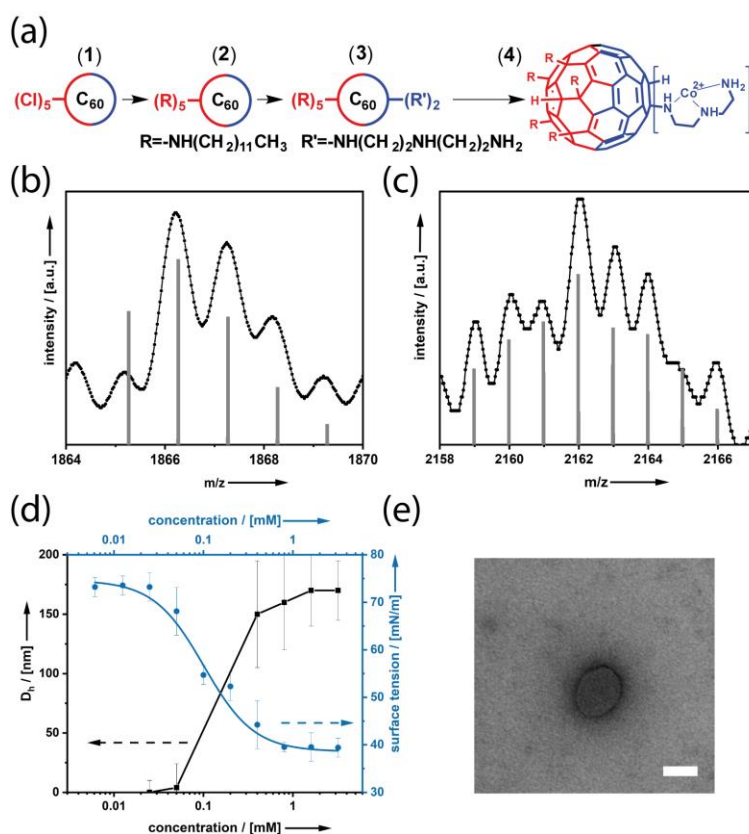 (a)
(1) (2) (3) (4)
(Cl)5 C60 (R)5 C60 (R)5 C60 (R')2
R=-NH(CH2)11CH3 R'=-NH(CH2)2NH(CH2)2NH2
R R H
R H Co2+ NH2
H N NH
R R H
(b)
intensity / [a.u.]
1864 1866 1868 1870
m/z
(c)
intensity / [a.u.]
2158 2160 2162 2164 2166
m/z
(d)
concentration / [mM]
0.01 0.1 1
200
150
100
50
0
Dh / [nm]
80
70
60
50
40
30
surface tension / [mN/m]
0.01 0.1 1
concentration / [mM]
(e)